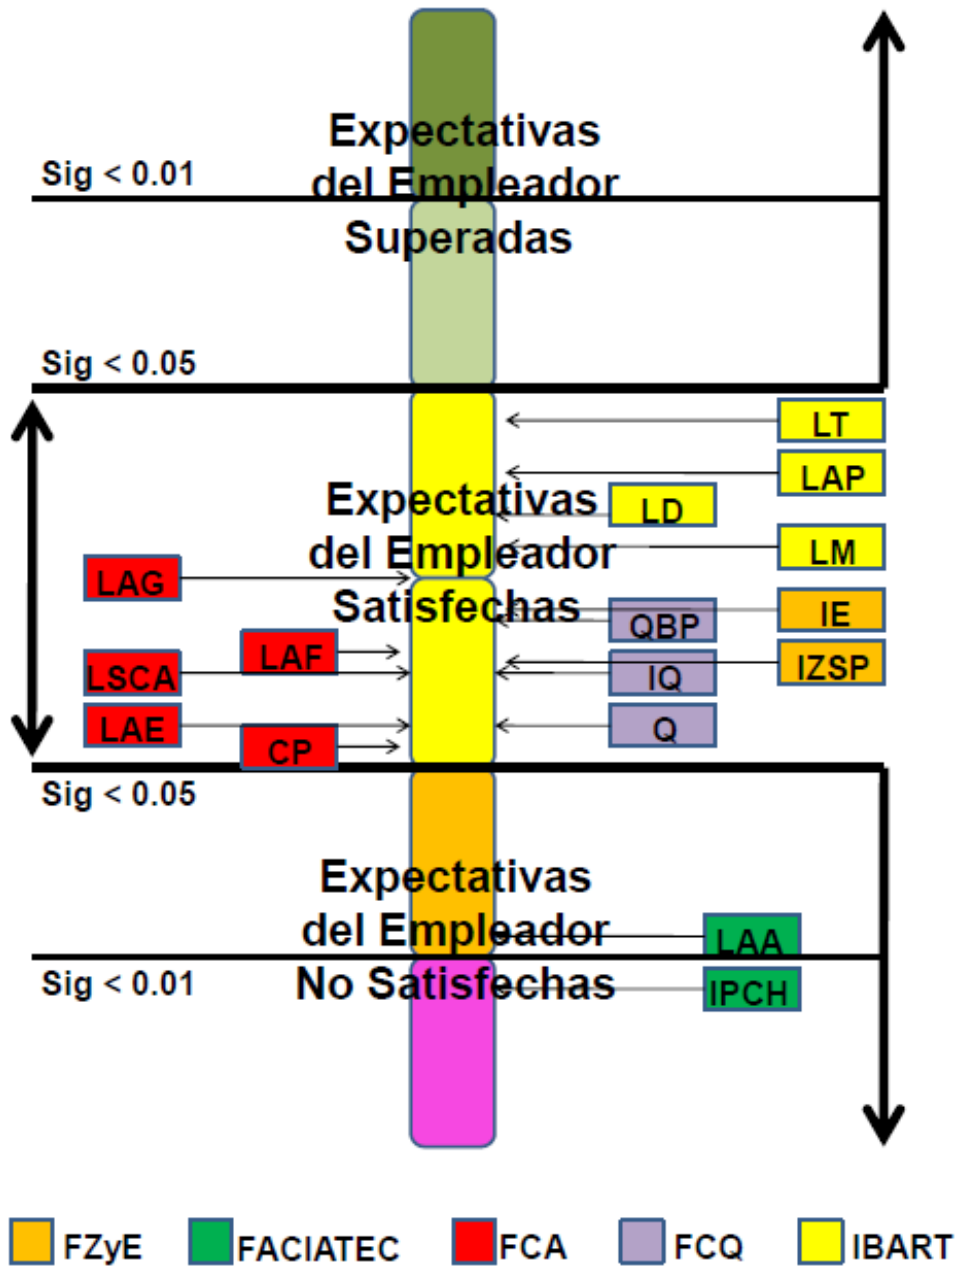 Expectativas
del Empleador
Superadas
Sig < 0.01
Sig < 0.05
LT
LAP
LD
LM
Expectativas
del Empleador
Satisfechas
LAG
IE
QBP
LAF
IZSP
LSCA
IQ
LAE
Q
CP
Sig < 0.05
Expectativas
del Empleador
No Satisfechas
LAA
Sig < 0.01
IPCH
FZyE
FACIATEC
FCA
FCQ
IBART